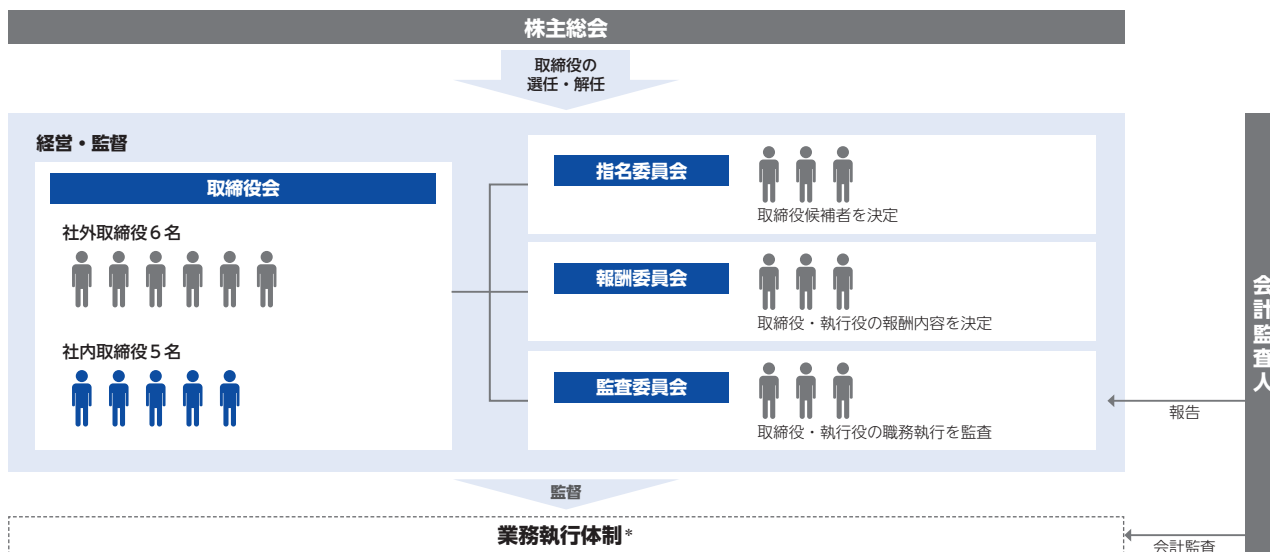 株主総会
取締役の
選任・解任
経営・監督
取締役会
社外取締役6名
社内取締役5名
指名委員会
取締役候補者を決定
報酬委員会
取締役・執行役の報酬内容を決定
監査委員会
取締役・執行役の職務執行を監査
会計監査人
報告
監督
業務執行体制*
会計監査